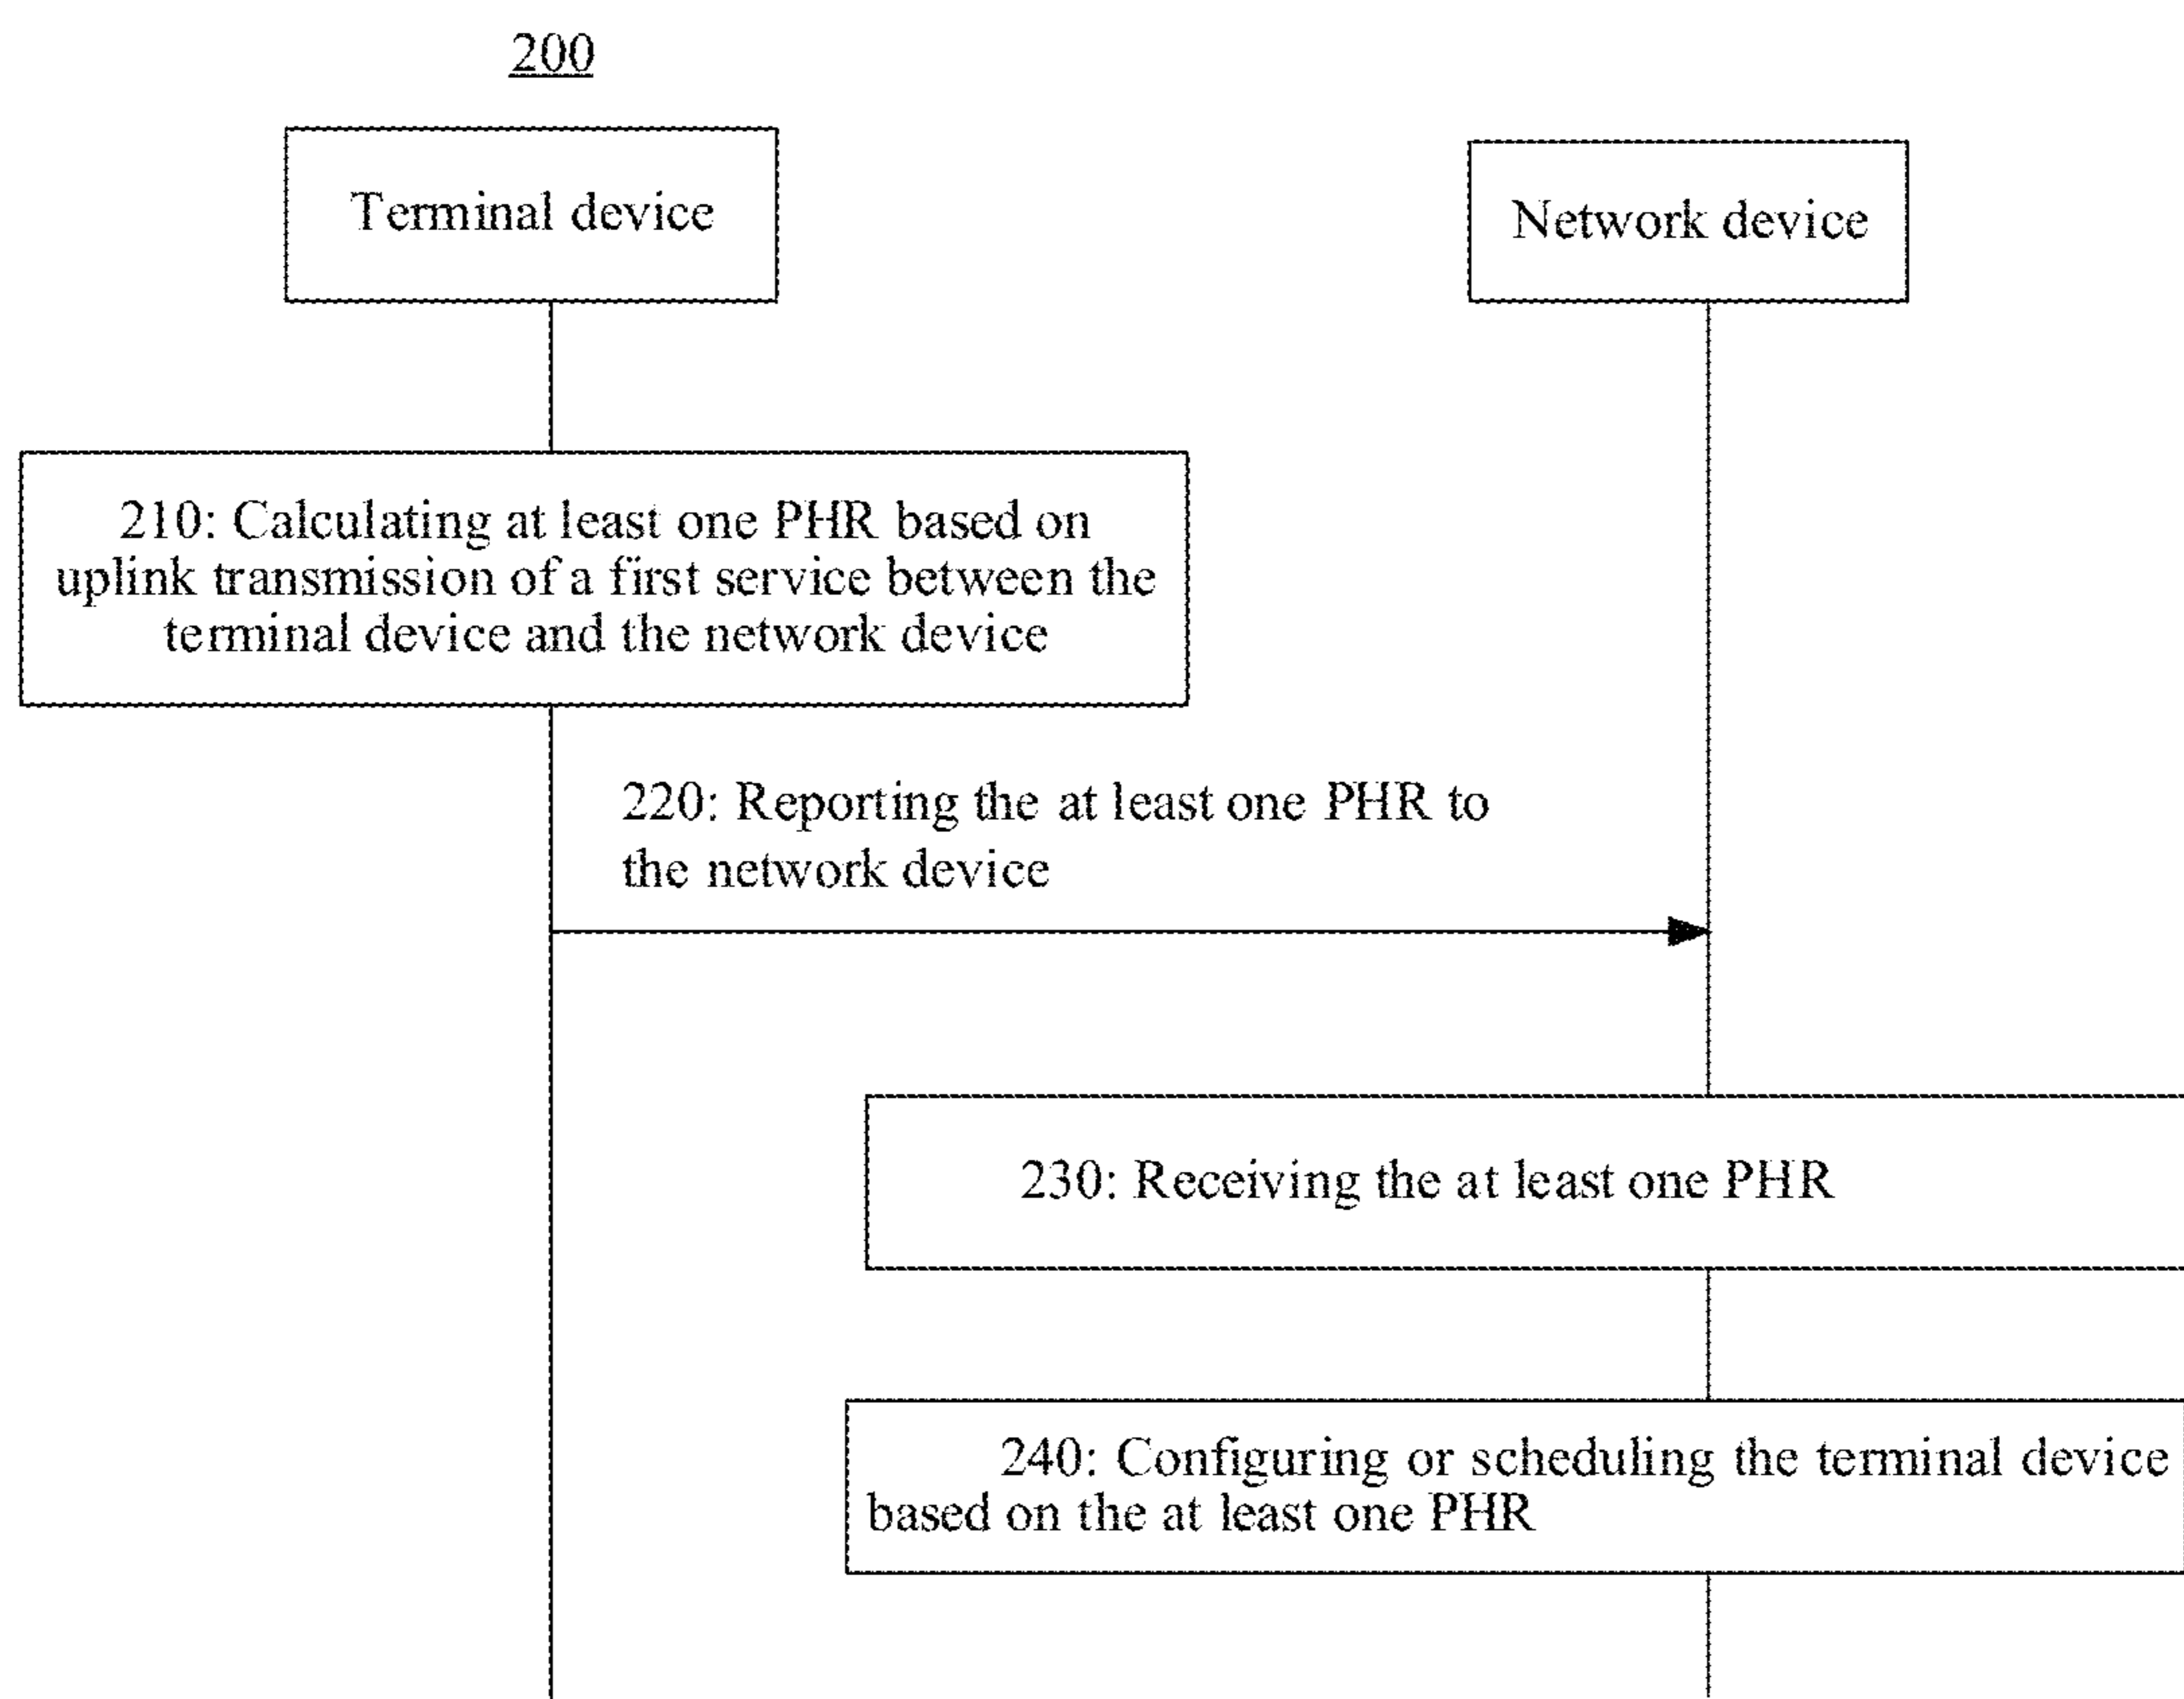 200
Terminal device
Network device
210: Calculating at least one PHR based on
uplink transmission of a first service between the
terminal device and the network device
220: Reporting the at least one PHR to
the network device
230: Receiving the at least one PHR
240: Configuring or scheduling the terminal device
based on the at least one PHR